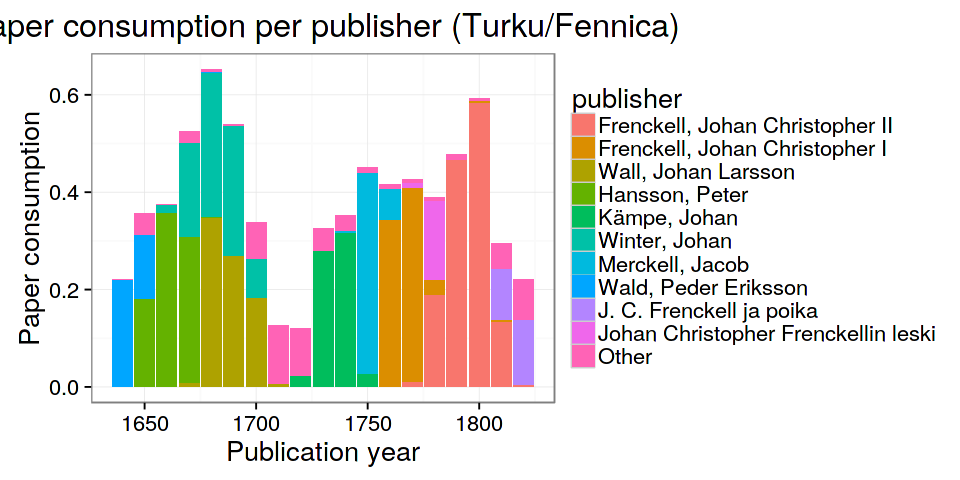 aper consumption per publisher (Turku/Fennica)
Paper consumption
0.6
0.4
0.2
0.0
1650 1700 1750 1800
Publication year
publisher
Frenckell, Johan Christopher II
Frenckell, Johan Christopher I
Wall, Johan Larsson
Hansson, Peter
Kämpe, Johan
Winter, Johan
Merckell, Jacob
Wald, Peder Eriksson
J. C. Frenckell ja poika
Johan Christopher Frenckellin leski
Other